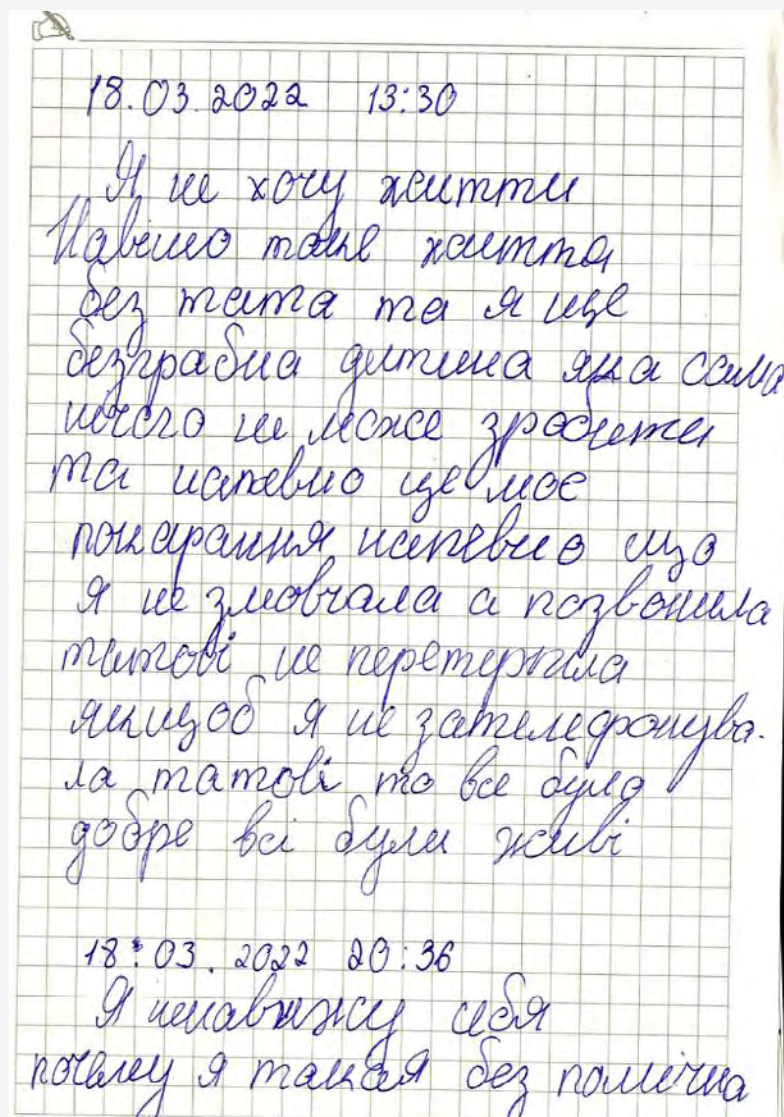 18.03.2022 13:30
Я не хочу життя
Навіщо таке життя
без тата та я ще
безпрабна дитина яка сама
нічого не може зробити
та напевно це моє
покарання напевно що
я не змовчала а позвонила
татові не перетерпіла
якщоб я не зателефонува-
ла татові то все було
добре всі були живі
18.03.2022 20:36
Я ненавижу себя
почему я такая без помічна